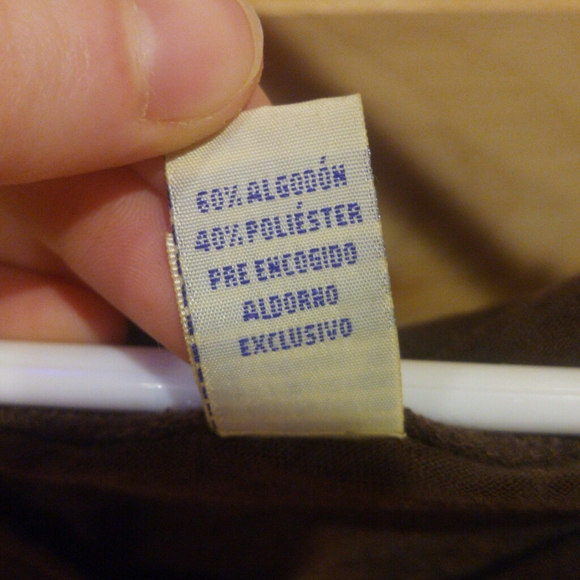 60% ALGODÓN
40% POLIÉSTER
PRE ENCOGIDO
ALDORNO
EXCLUSIVO